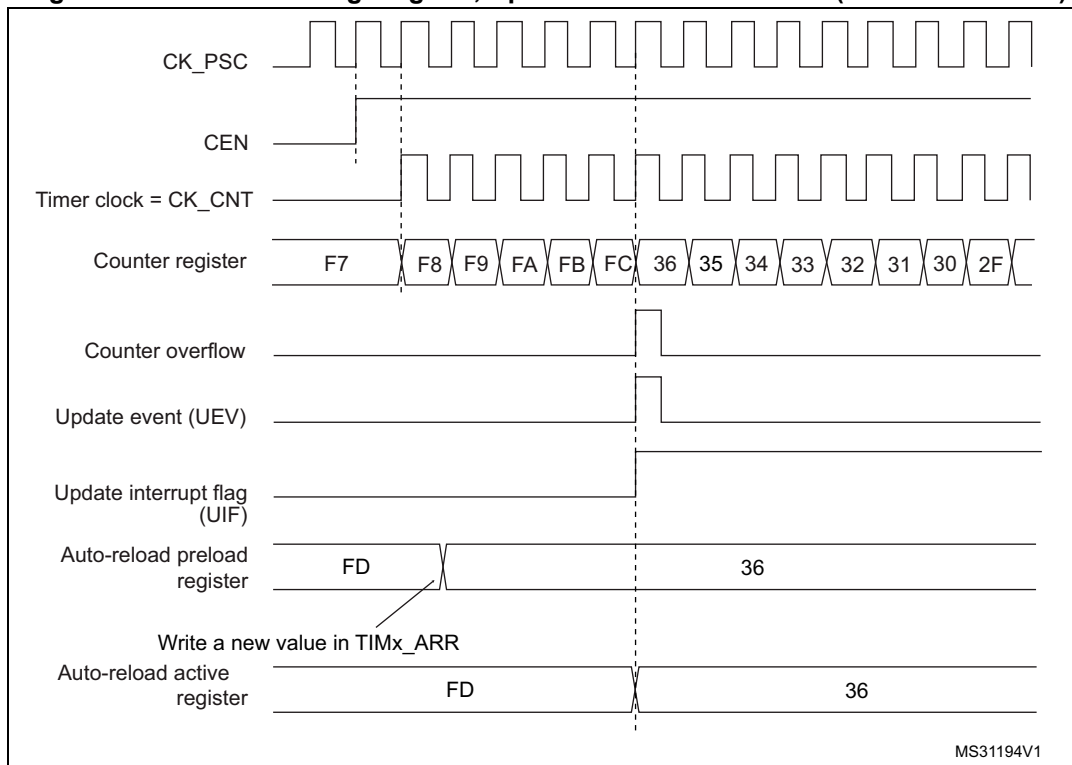 CK_PSC
CEN
Timer clock = CK_CNT
Counter register
F7 F8 F9 FA FB FC 36 35 34 33 32 31 30 2F
Counter overflow
Update event (UEV)
Update interrupt flag
(UIF)
Auto-reload preload
register
FD 36
Write a new value in TIMx_ARR
Auto-reload active
register
FD 36
MS31194V1